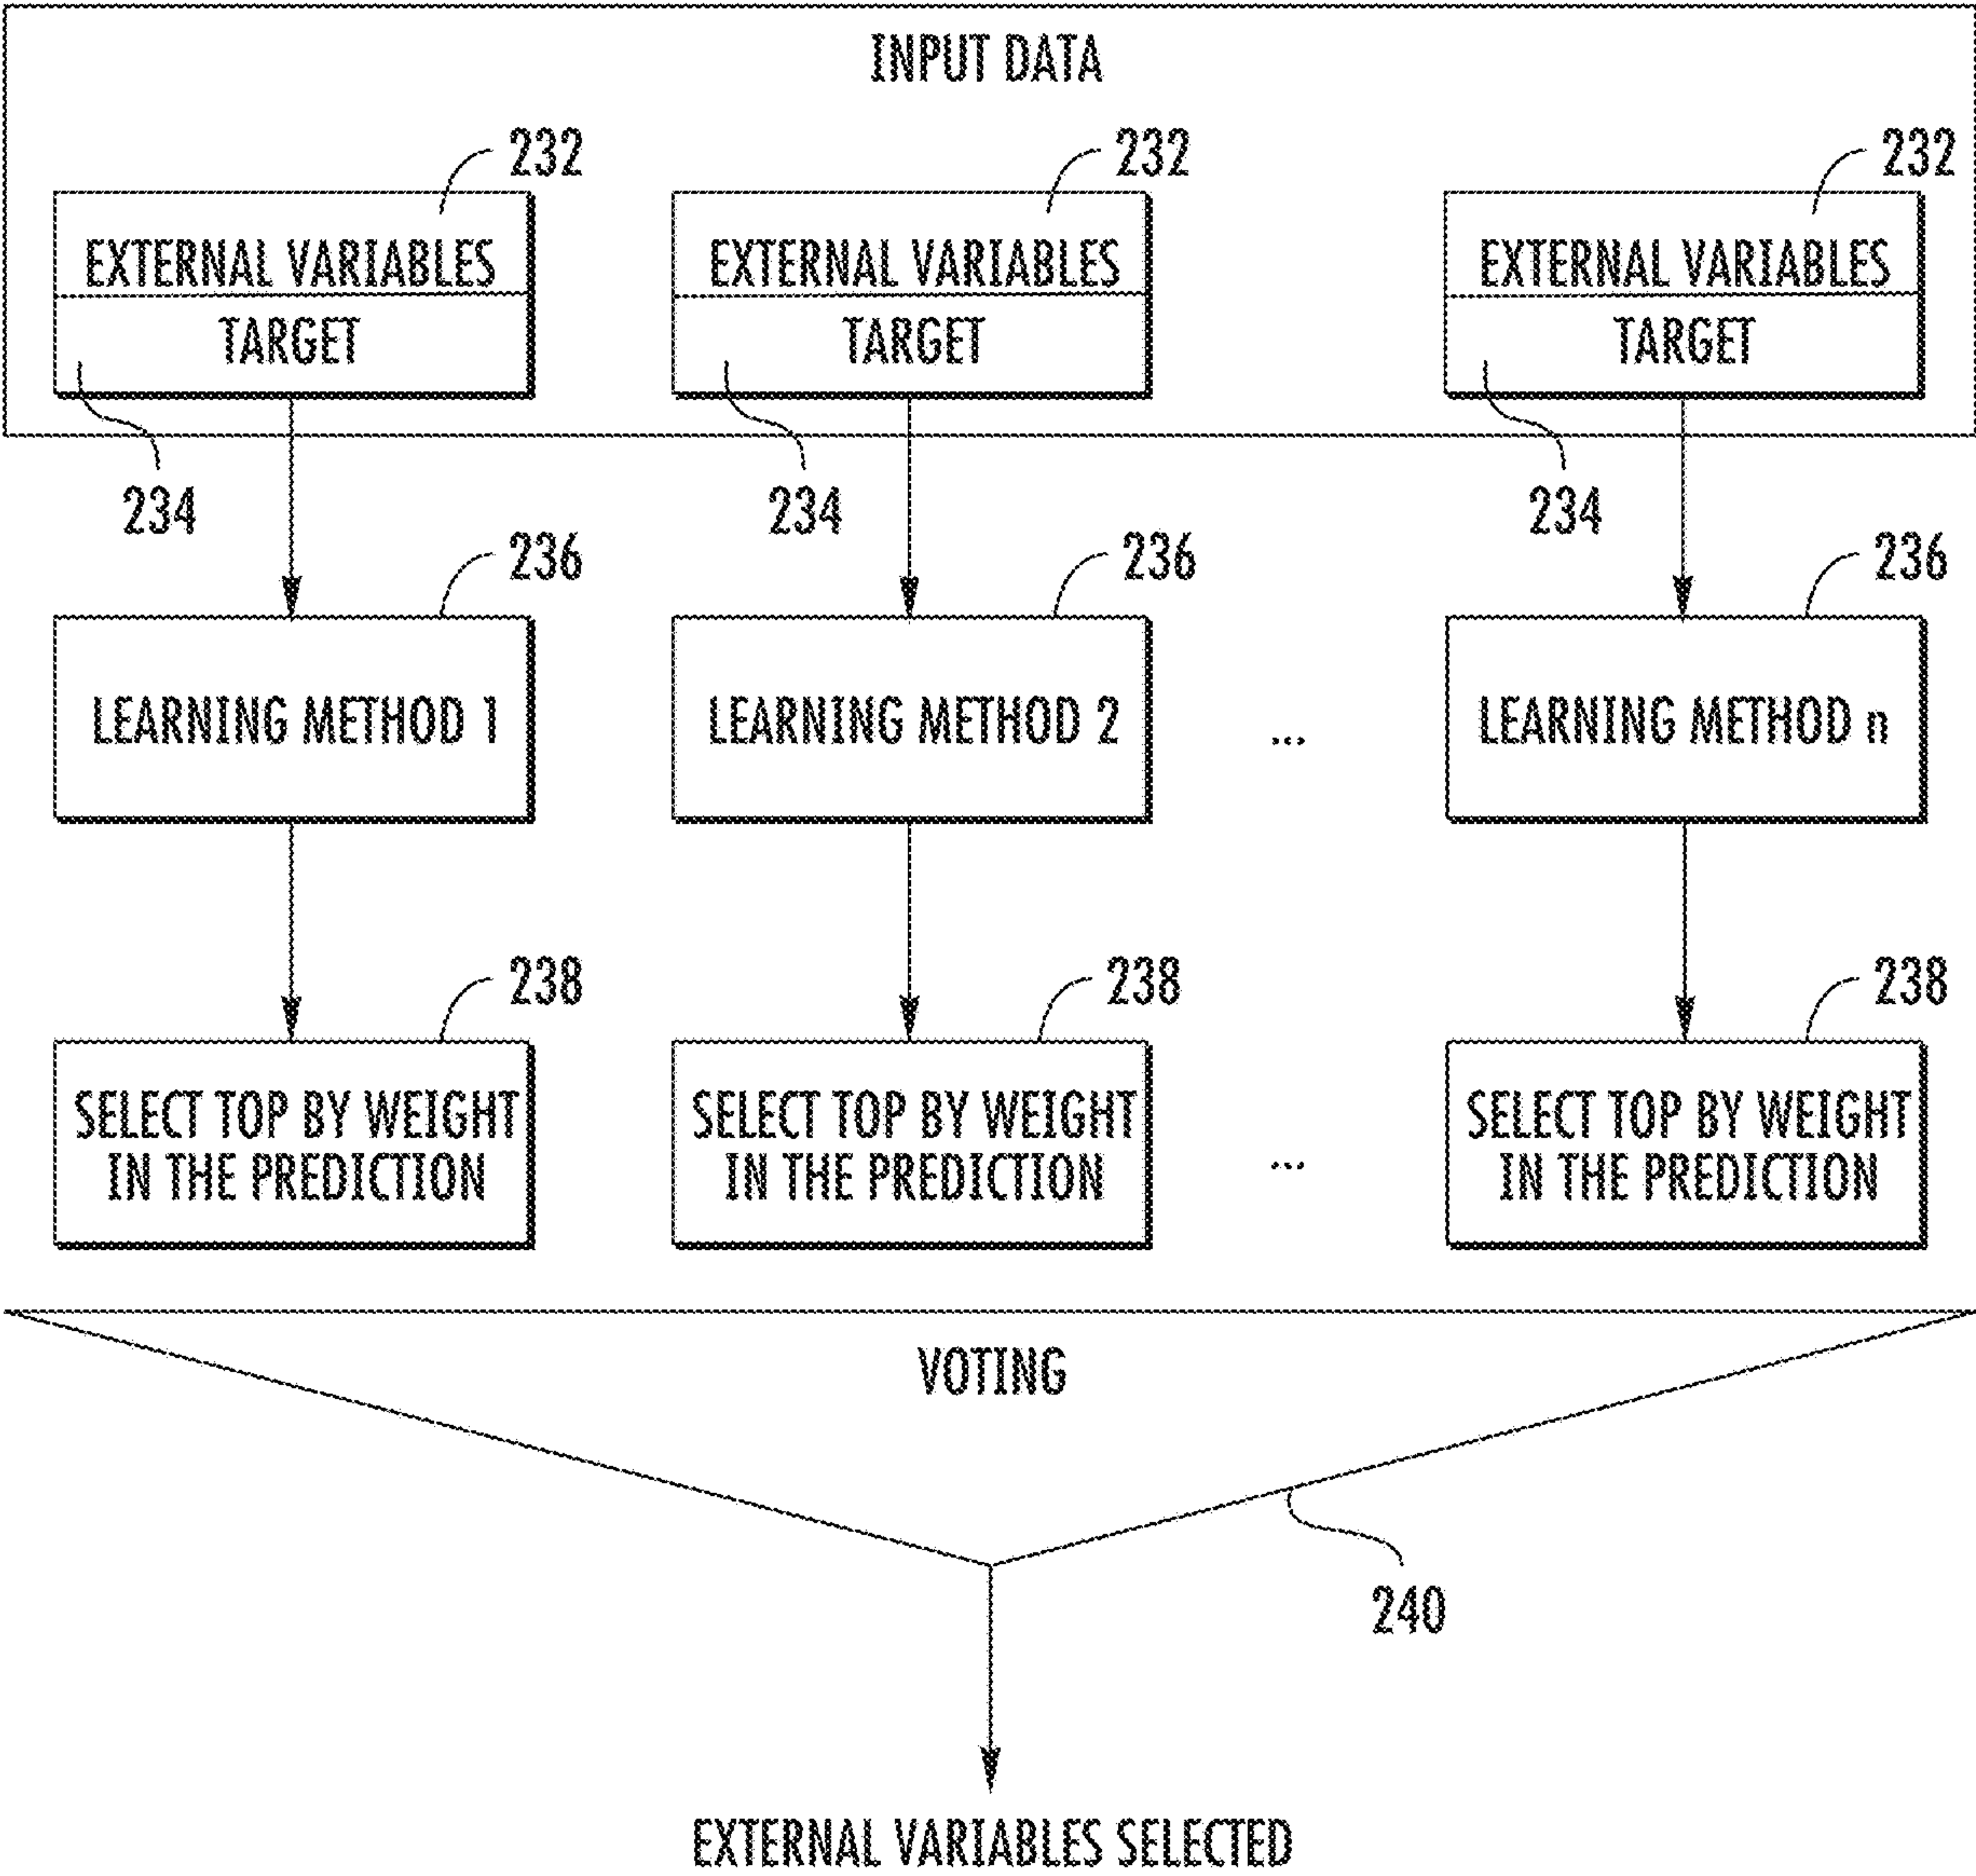 INPUT DATA
232 232 232
EXTERNAL VARIABLES EXTERNAL VARIABLES EXTERNAL VARIABLES
TARGET TARGET TARGET
234 234 234
236 236 236
LEARNING METHOD 1 LEARNING METHOD 2 ... LEARNING METHOD n
238 238 238
SELECT TOP BY WEIGHT SELECT TOP BY WEIGHT SELECT TOP BY WEIGHT
IN THE PREDICTION IN THE PREDICTION ... IN THE PREDICTION
VOTING
240
EXTERNAL VARIABLES SELECTED